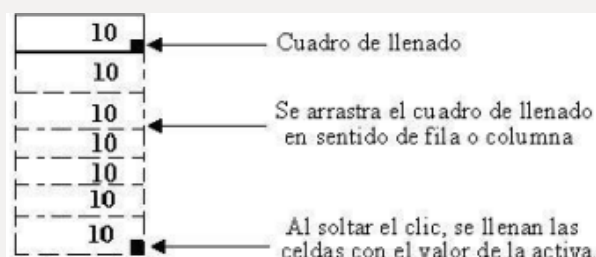 10
Cuadro de llenado
10
10
Se arrastra el cuadro de llenado
en sentido de fila o columna
10
10
10
10
Al soltar el clic, se llenan las
celdas con el valor de la activa